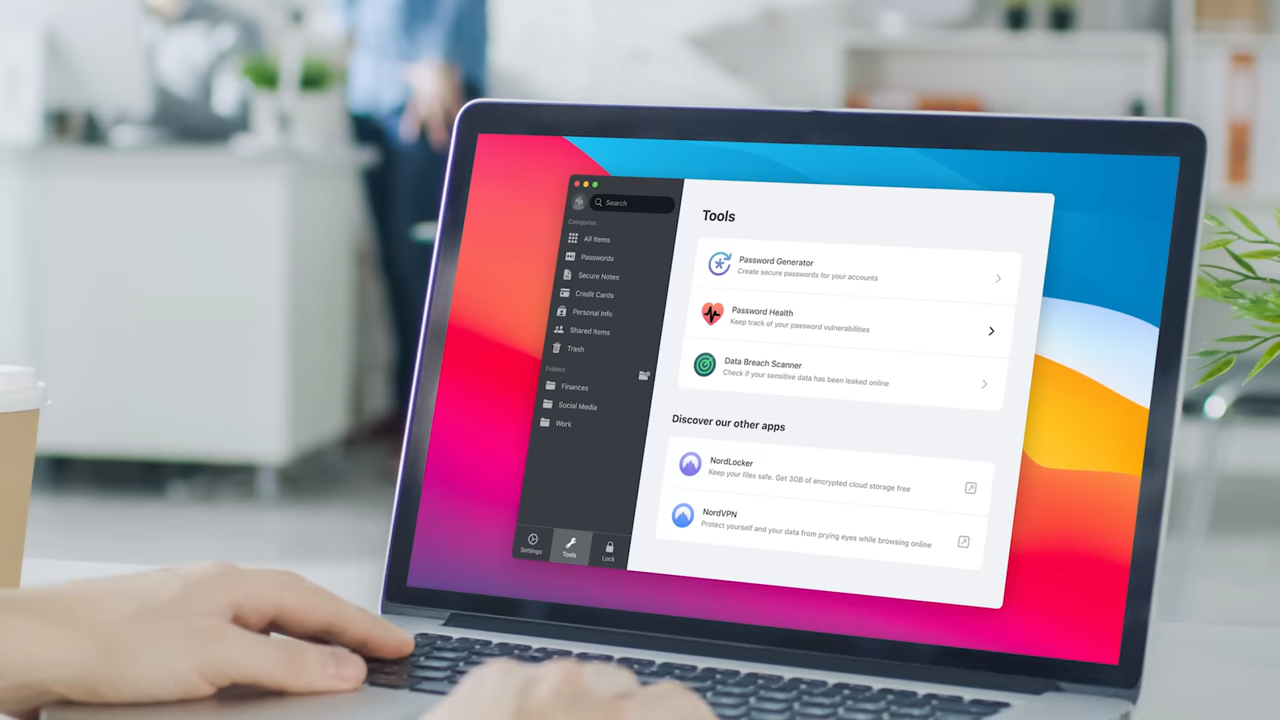 Search
Categories
All Items
Passwords
Secure Notes
Credit Cards
Personal Info
Shared Items
Trash
Folders
Finances
Social Media
Work
Settings
Tools
Lock
Tools
Password Generator
Create secure passwords for your accounts
Password Health
Keep track of your password vulnerabilities
Data Breach Scanner
Check if your sensitive data has been leaked online
Discover our other apps
NordLocker
Keep your files safe. Get 3GB of encrypted cloud storage free
NordVPN
Protect yourself and your data from prying eyes while browsing online